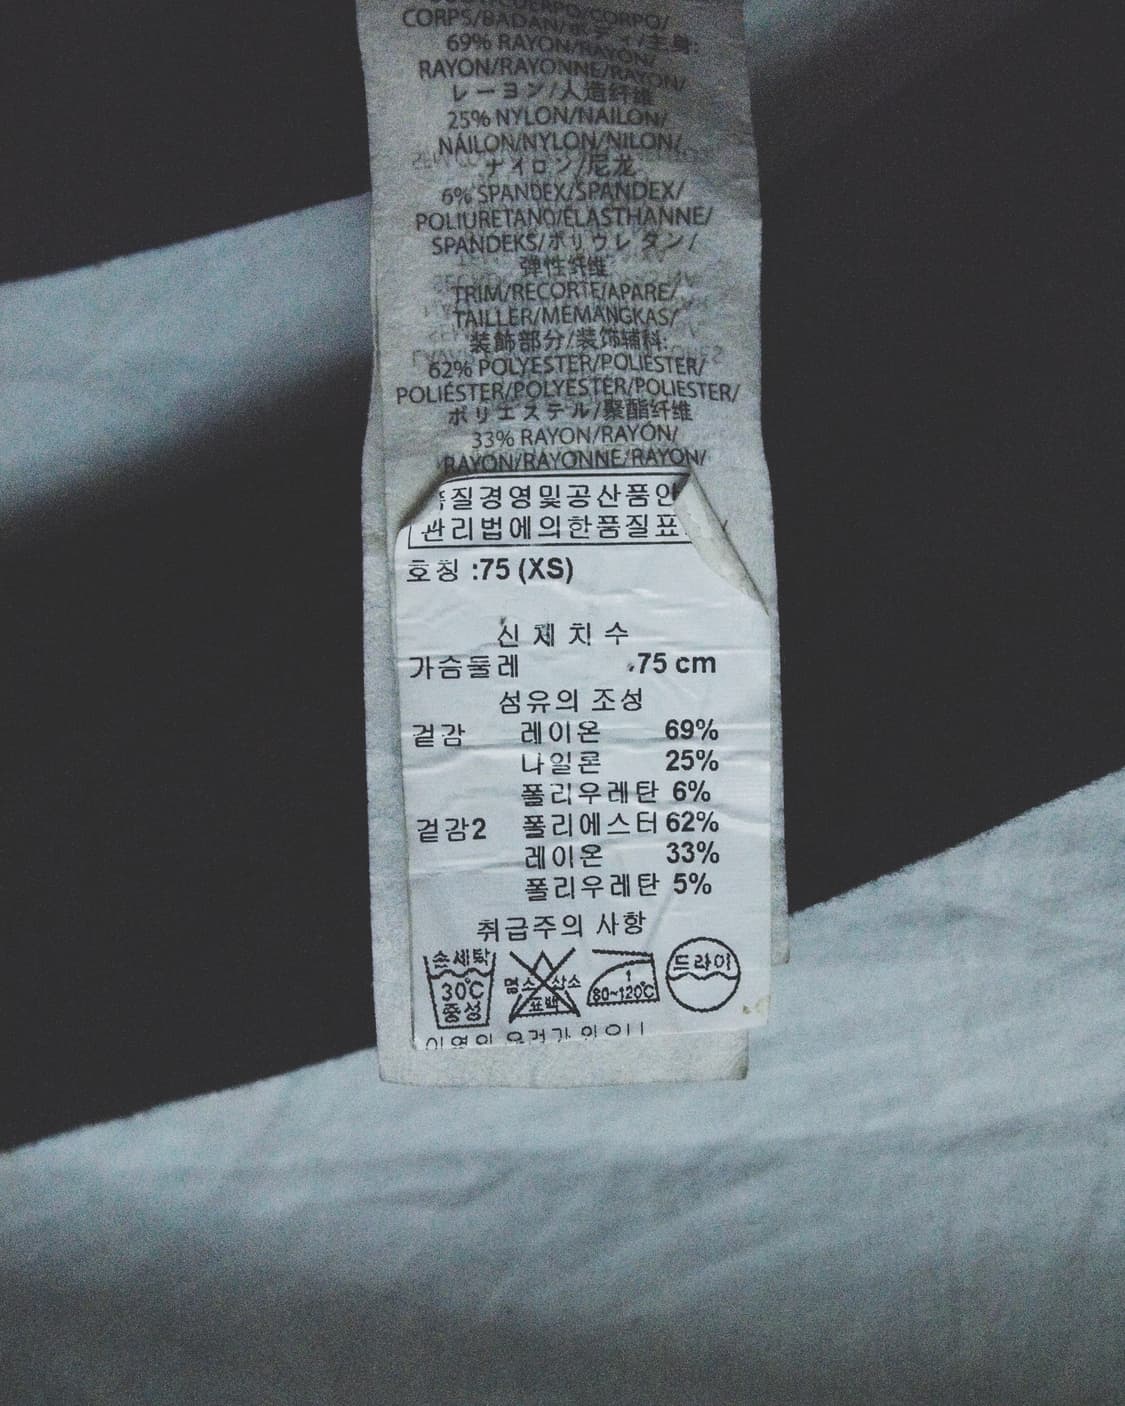 CORPS/BADAN/ボディ/主身:
69% RAYON/RAYON/
RAYON/RAYONNE/RAYON/
レーヨン/人造纤维
25% NYLON/NAILON/
NÁILON/NYLON/NILON/
ナイロン/尼龙
6% SPANDEX/SPANDEX/
POLIURETANO/ÉLASTHANNE/
SPANDEKS/ポリウレタン/
弹性纤维
TRIM/RECORTE/APARE/
TAILLER/MEMANGKAS/
装飾部分/装饰辅料:
62% POLYESTER/POLIÉSTER/
POLIÉSTER/POLYESTER/POLIESTER/
ポリエステル/聚酯纤维
33% RAYON/RAYÓN/
RAYON/RAYONNE/RAYON/
품질경영및공산품안
관리법에의한품질표
호칭 :75 (XS)
신체치수
가슴둘레 75 cm
섬유의 조성
겉감 레이온 69%
나일론 25%
폴리우레탄 6%
겉감2 폴리에스터 62%
레이온 33%
폴리우레탄 5%
취급주의 사항
손세탁 30℃ 중성
염소 산소 표백
1 80~120℃
드라이